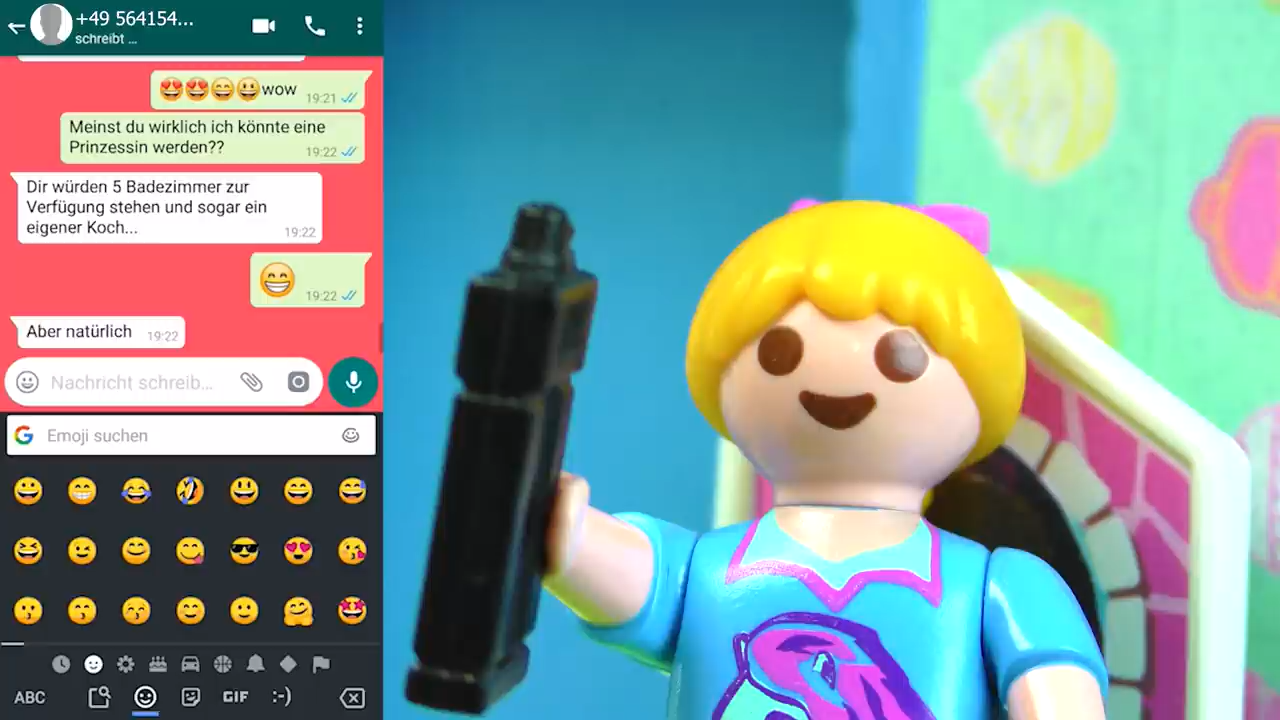 +49 564154...
schreibt ...
😍😍😄😃wow 19:21
Meinst du wirklich ich könnte eine
Prinzessin werden?? 19:22
Dir würden 5 Badezimmer zur
Verfügung stehen und sogar ein
eigener Koch... 19:22
😁 19:22
Aber natürlich 19:22
Nachricht schreib...
Emoji suchen
ABC
GIF
:-)